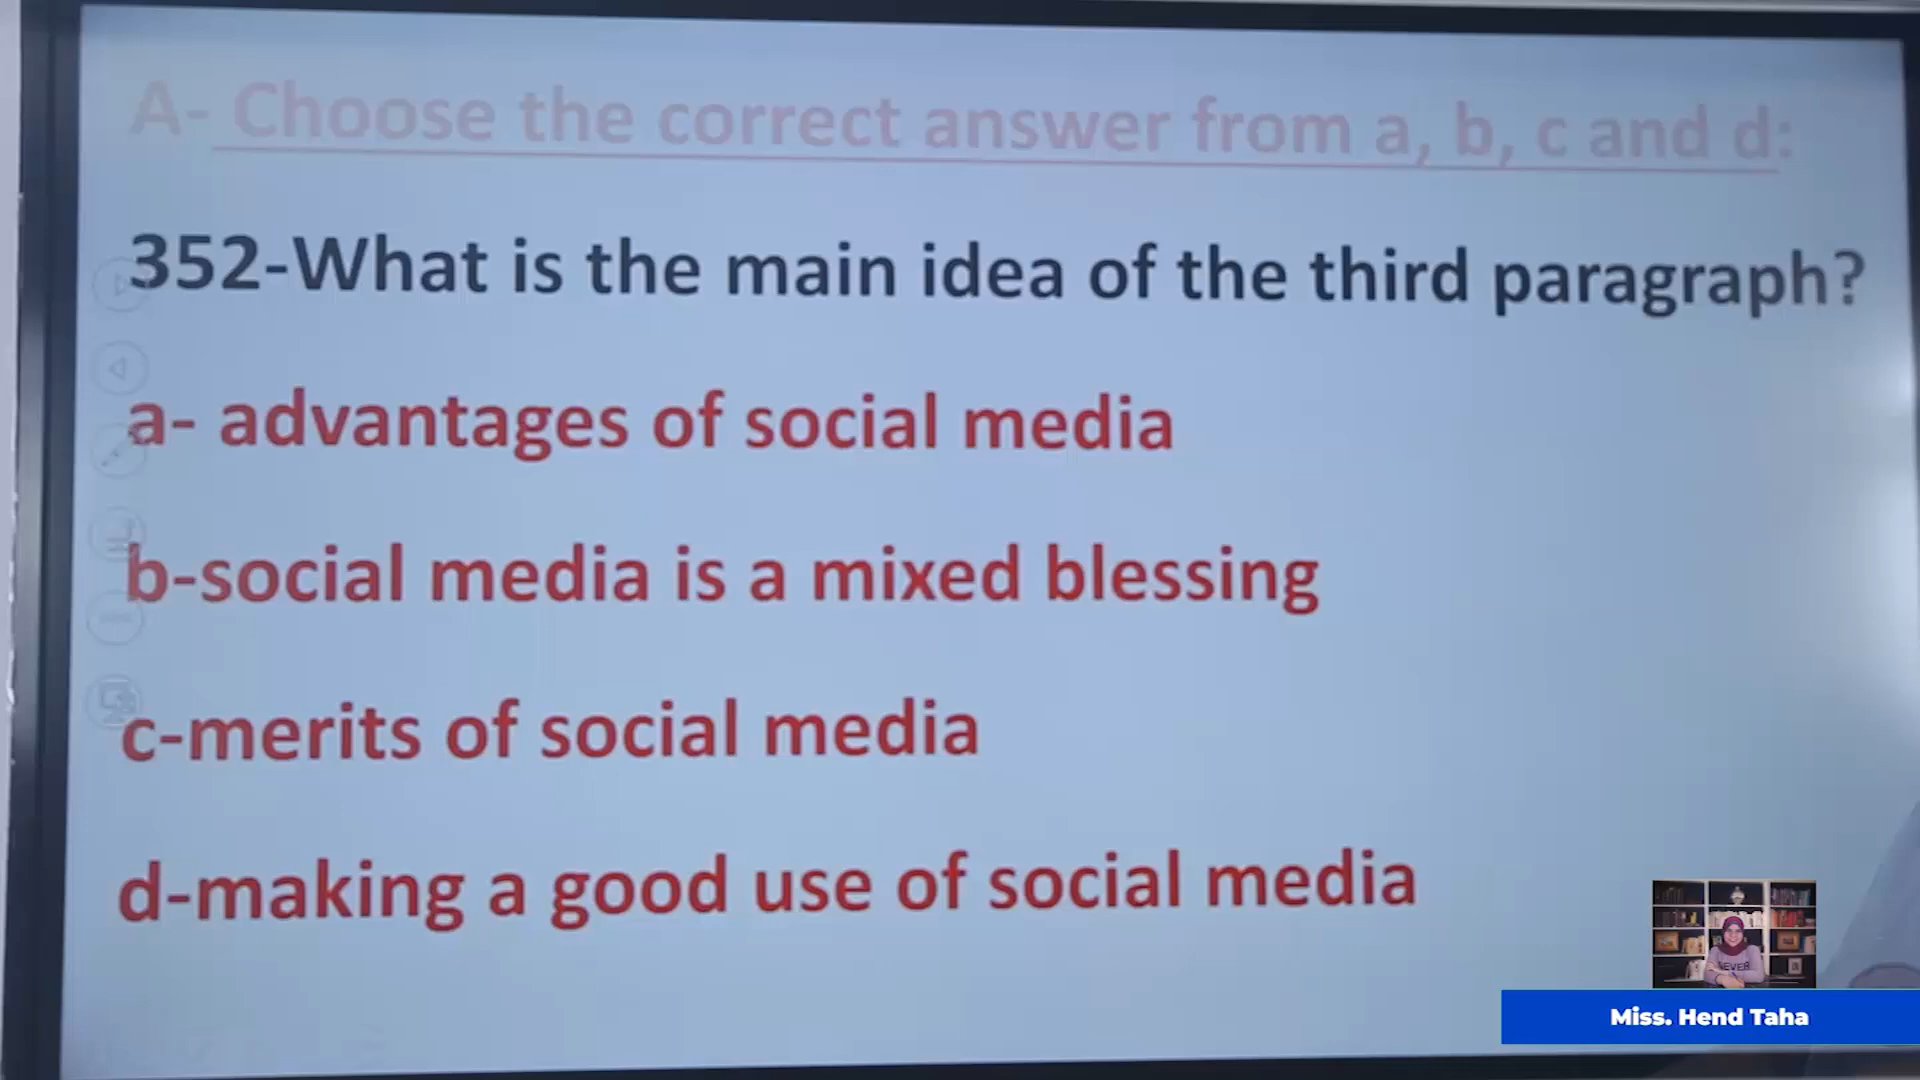 A- Choose the correct answer from a, b, c and d:
352-What is the main idea of the third paragraph?
a- advantages of social media
b-social media is a mixed blessing
c-merits of social media
d-making a good use of social media
Miss. Hend Taha